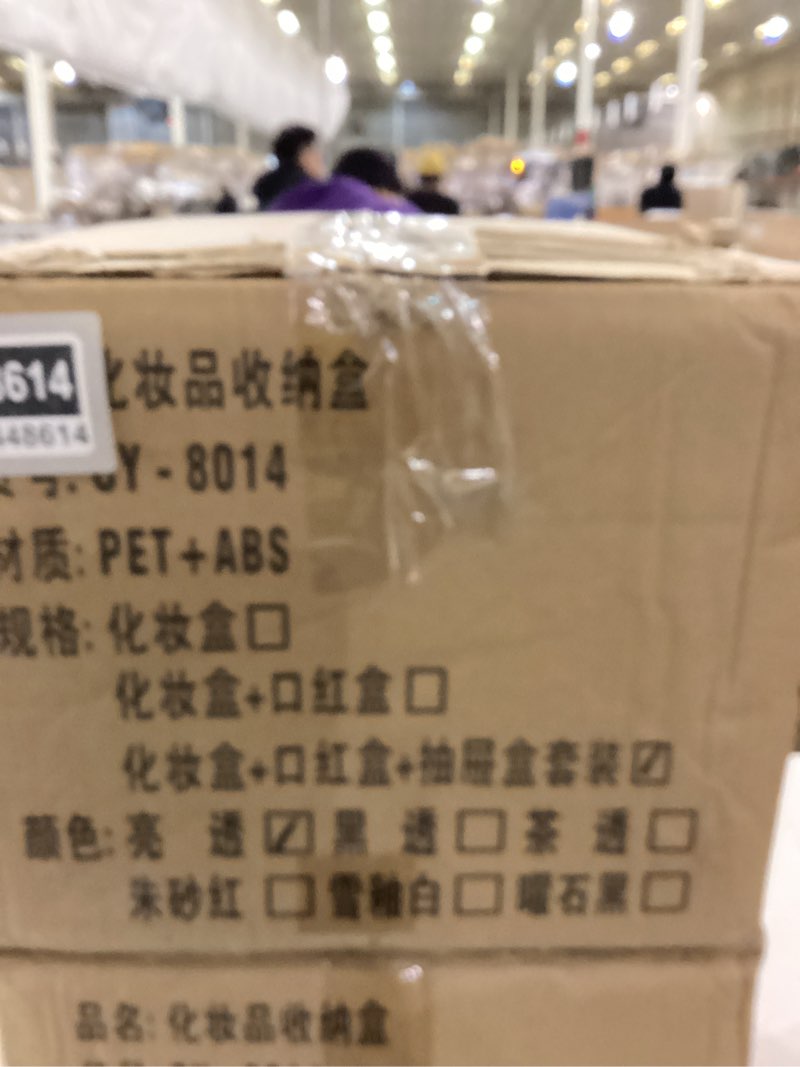 8614
448614
化妆品收纳盒
号: CY - 8014
材质: PET+ABS
规格: 化妆盒□
化妆盒+口红盒□
化妆盒+口红盒+抽屉盒套装☑
颜色: 亮 透☑ 黑 透□ 茶 透□
朱砂红 □ 雪釉白□ 曜石黑□
品名: 化妆品收纳盒